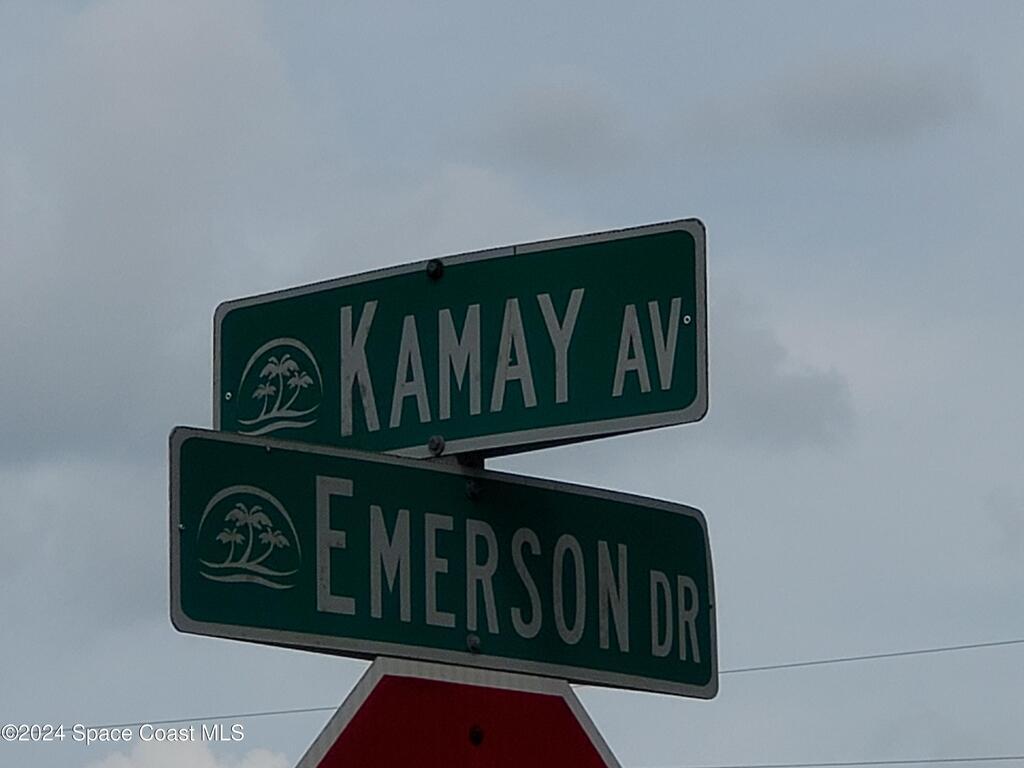 KAMAY AV
EMERSON DR
©2024 Space Coast MLS